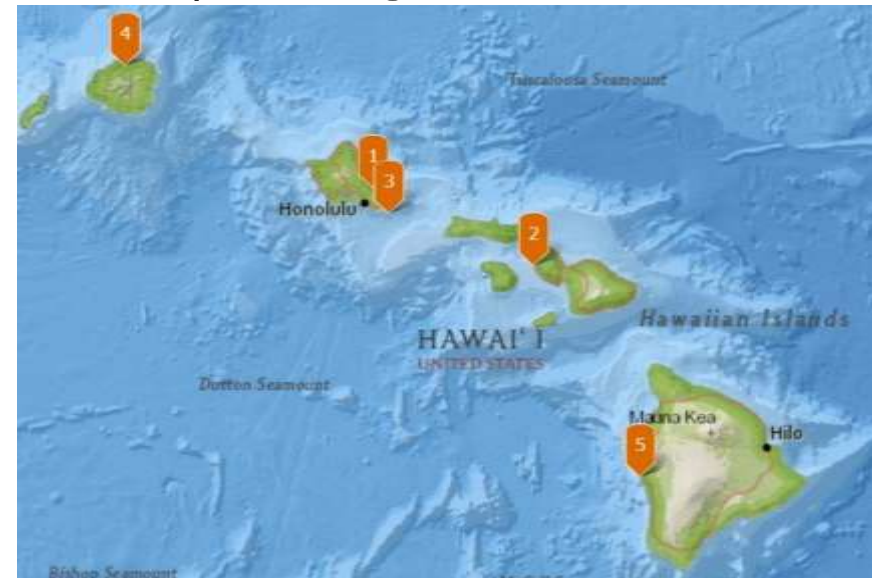 4
Tuscaloosa Seamount
1
3
Honolulu
2
Hawaiian Islands
HAWAI‘I
UNITED STATES
Dutton Seamount
Mauna Kea
5
Hilo
Bishop Seamount